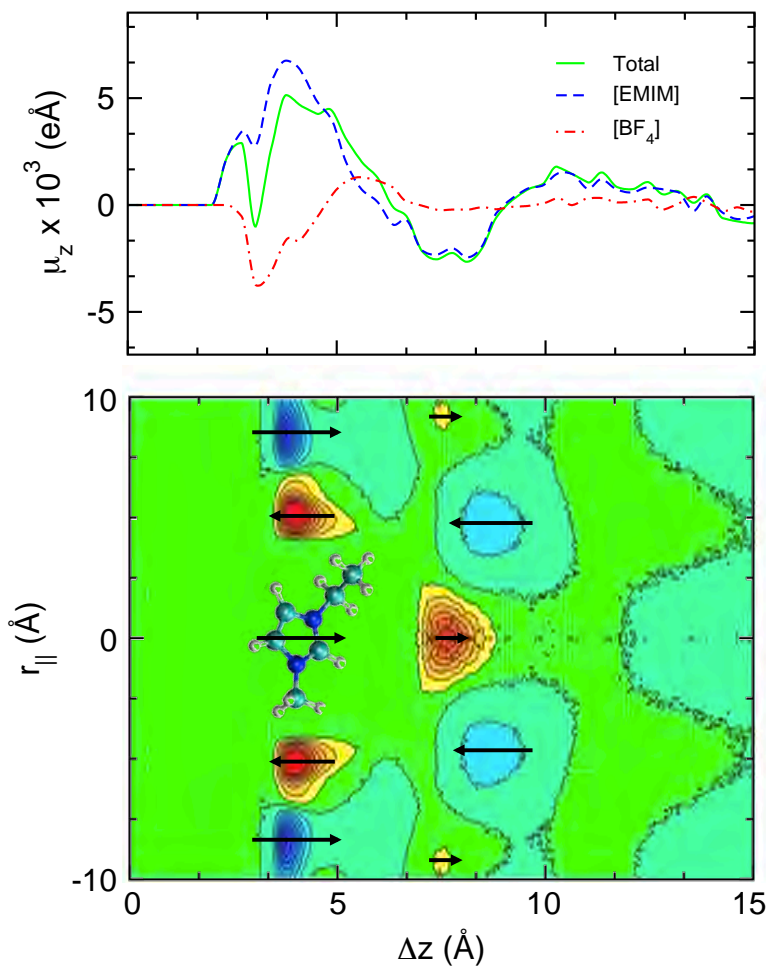 Total
[EMIM]
[BF₄]
5
0
-5
μz x 10³ (eÅ)
10
5
0
-5
-10
r|| (Å)
0 5 10 15
Δz (Å)